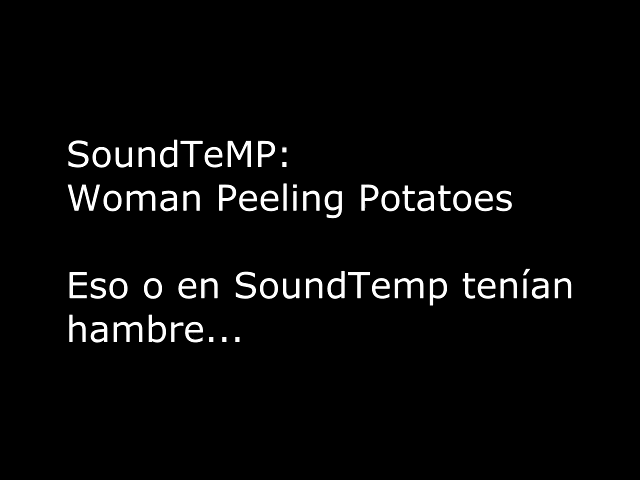 SoundTeMP:
Woman Peeling Potatoes
Eso o en SoundTemp tenían
hambre...